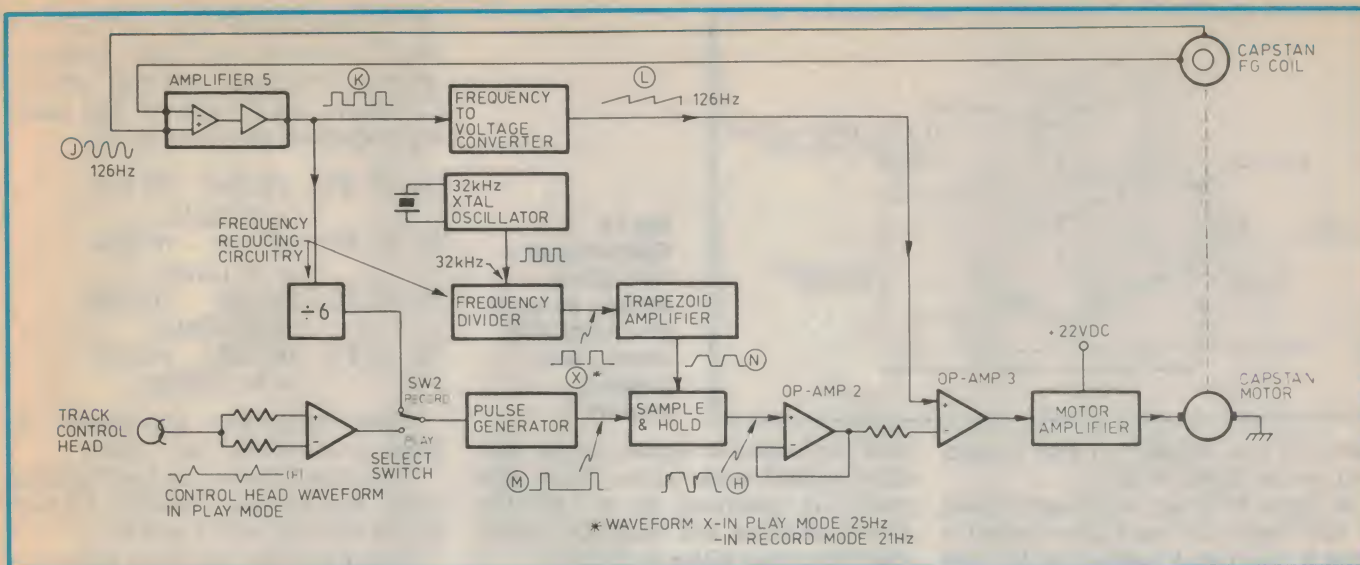 AMPLIFIER 5
K
L
126Hz
CAPSTAN
FG COIL
FREQUENCY
TO
VOLTAGE
CONVERTER
J
126Hz
32kHz
XTAL
OSCILLATOR
FREQUENCY
REDUCING
CIRCUITRY
32kHz
÷6
FREQUENCY
DIVIDER
TRAPEZOID
AMPLIFIER
X *
N
+22VDC
SW2
RECORD
OP-AMP 2
OP-AMP 3
CAPSTAN
MOTOR
TRACK
CONTROL
HEAD
PULSE
GENERATOR
SAMPLE
& HOLD
MOTOR
AMPLIFIER
PLAY
SELECT
SWITCH
CONTROL HEAD WAVEFORM
IN PLAY MODE
M
H
* WAVEFORM X-IN PLAY MODE 25Hz
-IN RECORD MODE 21Hz